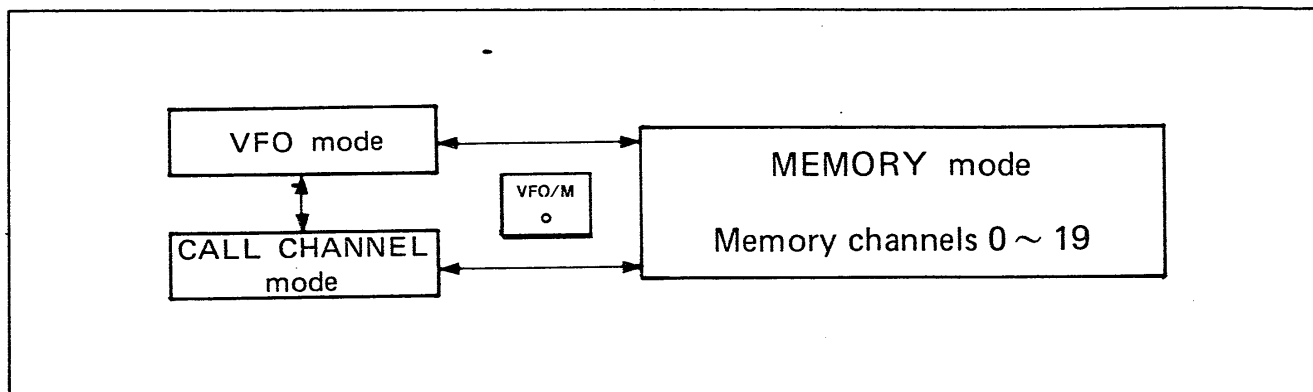 VFO mode
MEMORY mode
VFO/M
CALL CHANNEL
mode
Memory channels 0 ~ 19